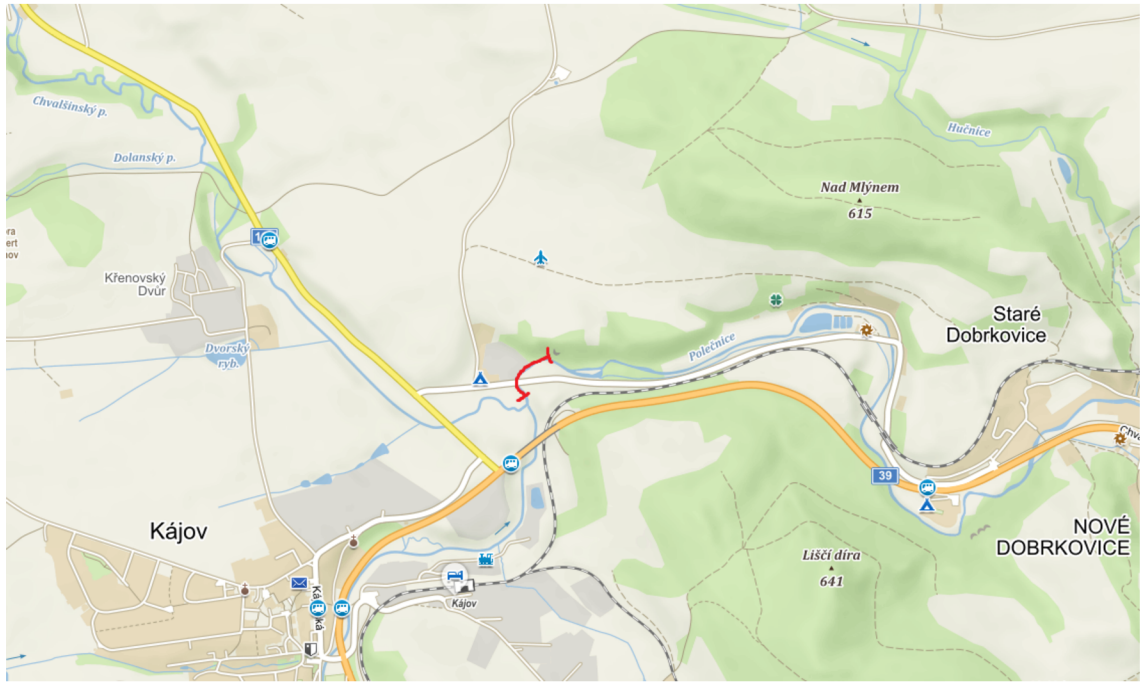 Chvalšinský p.
Hučnice
Dolanský p.
Nad Mlýnem
615
Křenovský
Dvůr
Staré
Dobrkovice
Polečnice
Dvorský
ryb.
39
Kájov
NOVÉ
DOBRKOVICE
Liščí díra
641
Kájov